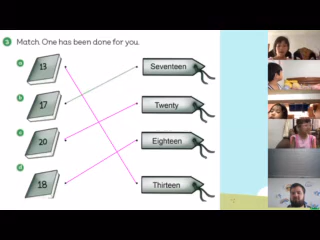 3 Match. One has been done for you.
a 13 Seventeen
b 17 Twenty
c 20 Eighteen
d 18 Thirteen